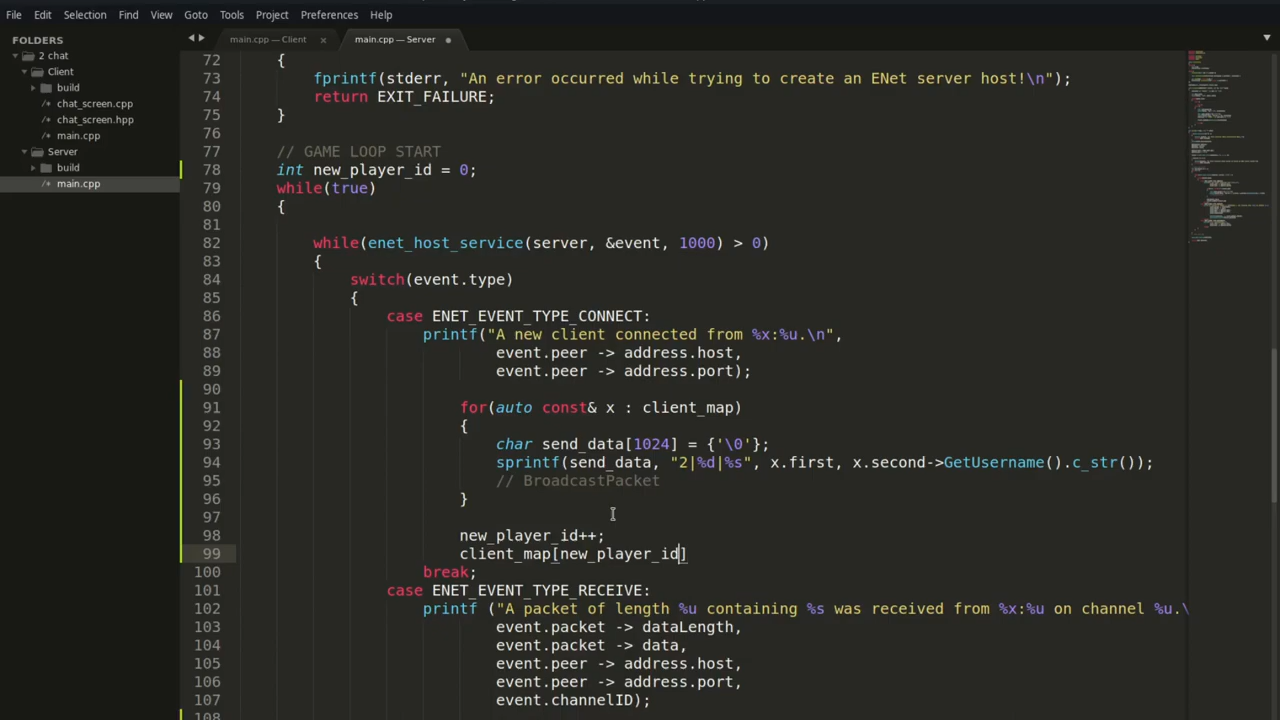 File Edit Selection Find View Goto Tools Project Preferences Help
FOLDERS
2 chat
Client
build
chat_screen.cpp
chat_screen.hpp
main.cpp
Server
build
main.cpp
main.cpp — Client
main.cpp — Server
72 {
73 fprintf(stderr, "An error occurred while trying to create an ENet server host!\n");
74 return EXIT_FAILURE;
75 }
76
77 // GAME LOOP START
78 int new_player_id = 0;
79 while(true)
80 {
81
82 while(enet_host_service(server, &event, 1000) > 0)
83 {
84 switch(event.type)
85 {
86 case ENET_EVENT_TYPE_CONNECT:
87 printf("A new client connected from %x:%u.\n",
88 event.peer -> address.host,
89 event.peer -> address.port);
90
91 for(auto const& x : client_map)
92 {
93 char send_data[1024] = {'\0'};
94 sprintf(send_data, "2|%d|%s", x.first, x.second->GetUsername().c_str());
95 // BroadcastPacket
96 }
97
98 new_player_id++;
99 client_map[new_player_id]
100 break;
101 case ENET_EVENT_TYPE_RECEIVE:
102 printf ("A packet of length %u containing %s was received from %x:%u on channel %u.\
103 event.packet -> dataLength,
104 event.packet -> data,
105 event.peer -> address.host,
106 event.peer -> address.port,
107 event.channelID);
108